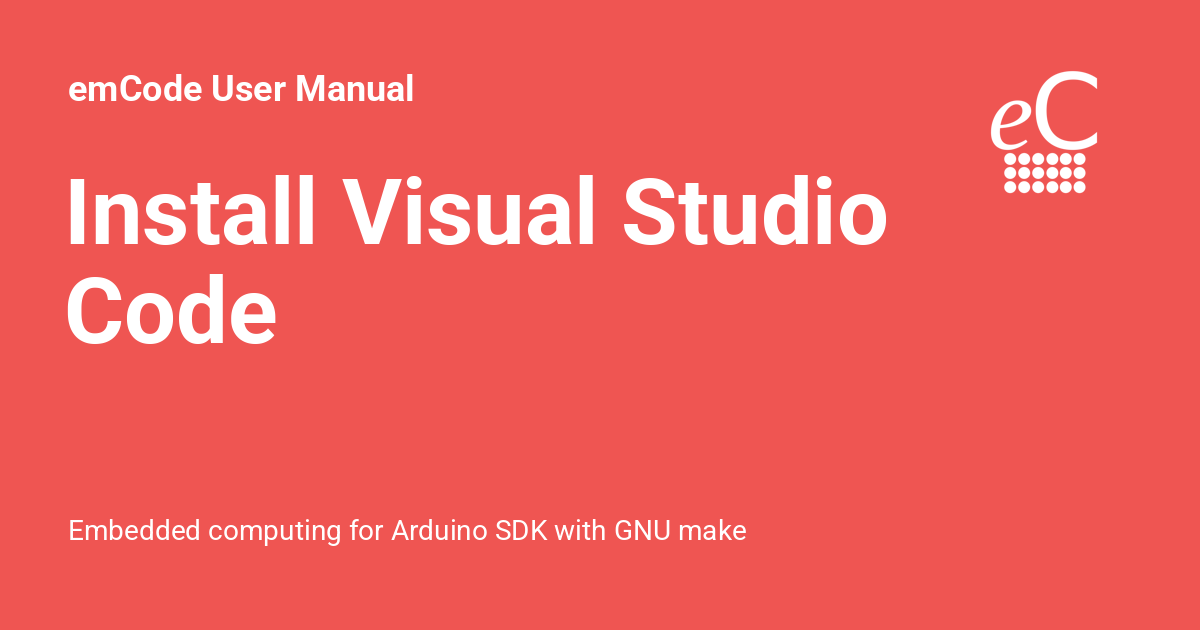 emCode User Manual
eC
Install Visual Studio
Code
Embedded computing for Arduino SDK with GNU make